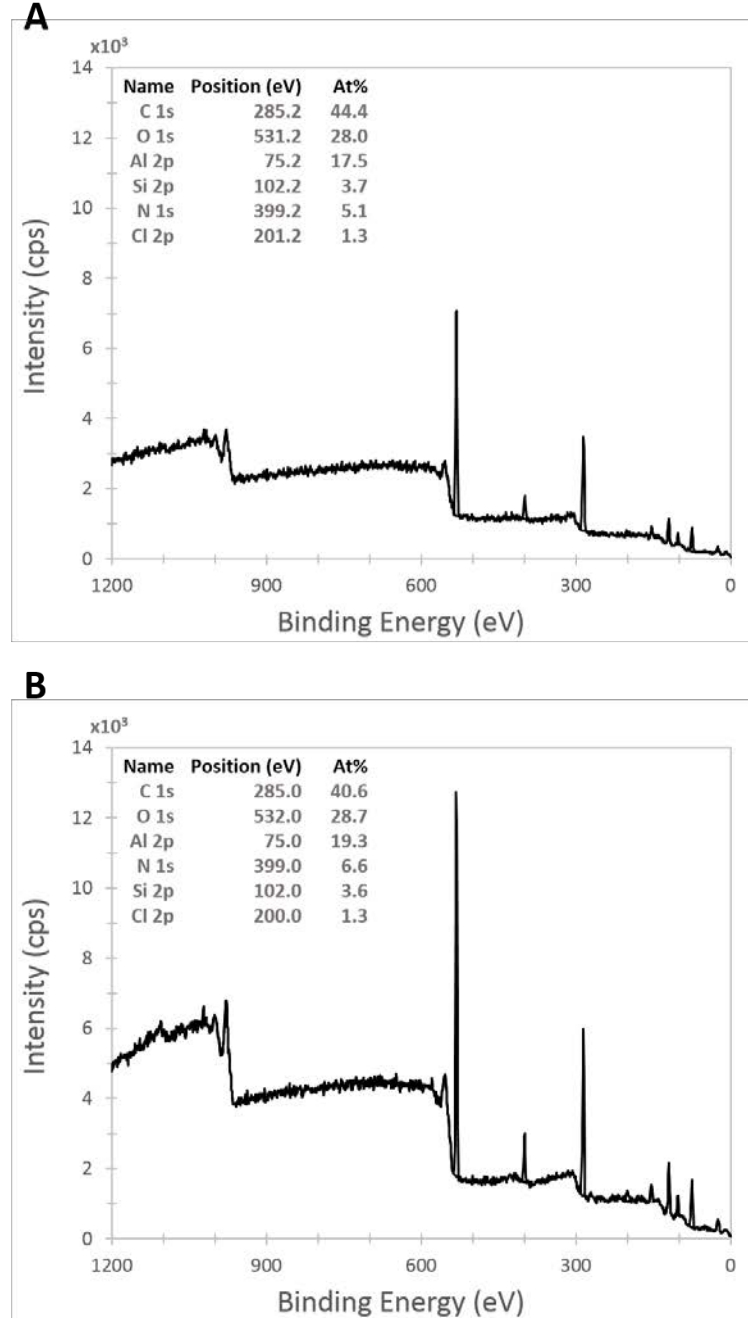 A
x10³
Name Position (eV) At%
C 1s 285.2 44.4
O 1s 531.2 28.0
Al 2p 75.2 17.5
Si 2p 102.2 3.7
N 1s 399.2 5.1
Cl 2p 201.2 1.3
14
12
10
8
6
4
2
0
Intensity (cps)
1200 900 600 300 0
Binding Energy (eV)
B
x10³
Name Position (eV) At%
C 1s 285.0 40.6
O 1s 532.0 28.7
Al 2p 75.0 19.3
N 1s 399.0 6.6
Si 2p 102.0 3.6
Cl 2p 200.0 1.3
14
12
10
8
6
4
2
0
Intensity (cps)
1200 900 600 300 0
Binding Energy (eV)